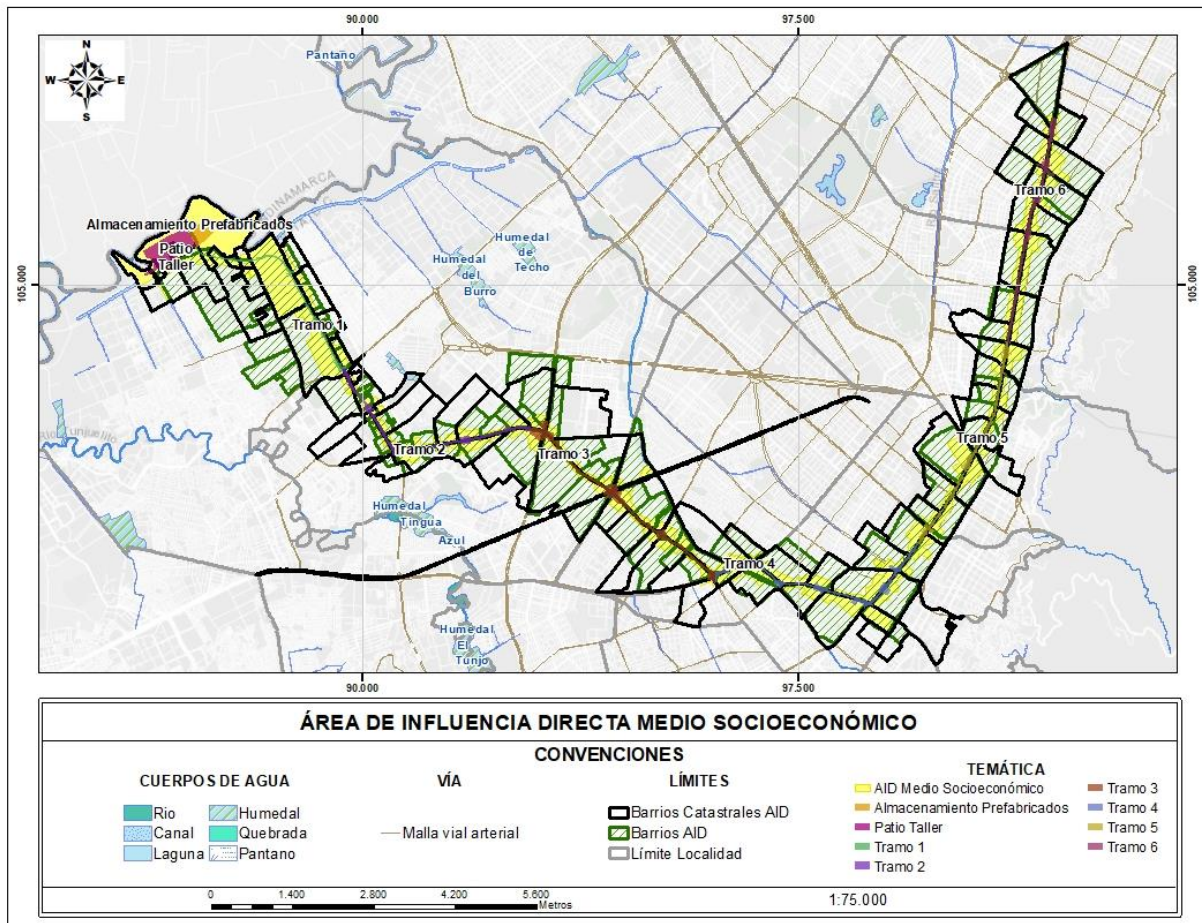 90.000
97.500
N
W E
S
Pantano
DINAMARCA
Almacenamiento Prefabricados
Patio
Taller
105.000
105.000
Humedal
de
Techo
Humedal
del
Burro
Tramo 6
Tramo 1
Tramo 2
Tramo 3
Tramo 5
Humedal
Tingua
Azul
Tramo 4
Humedal
El
Tunjo
90.000
97.500
ÁREA DE INFLUENCIA DIRECTA MEDIO SOCIOECONÓMICO
CONVENCIONES
CUERPOS DE AGUA
Rio
Canal
Laguna
Humedal
Quebrada
Pantano
VÍA
Malla vial arterial
LÍMITES
Barrios Catastrales AID
Barrios AID
Límite Localidad
TEMÁTICA
AID Medio Socioeconómico
Almacenamiento Prefabricados
Patio Taller
Tramo 1
Tramo 2
Tramo 3
Tramo 4
Tramo 5
Tramo 6
0 1.400 2.800 4.200 5.600
Metros
1:75.000